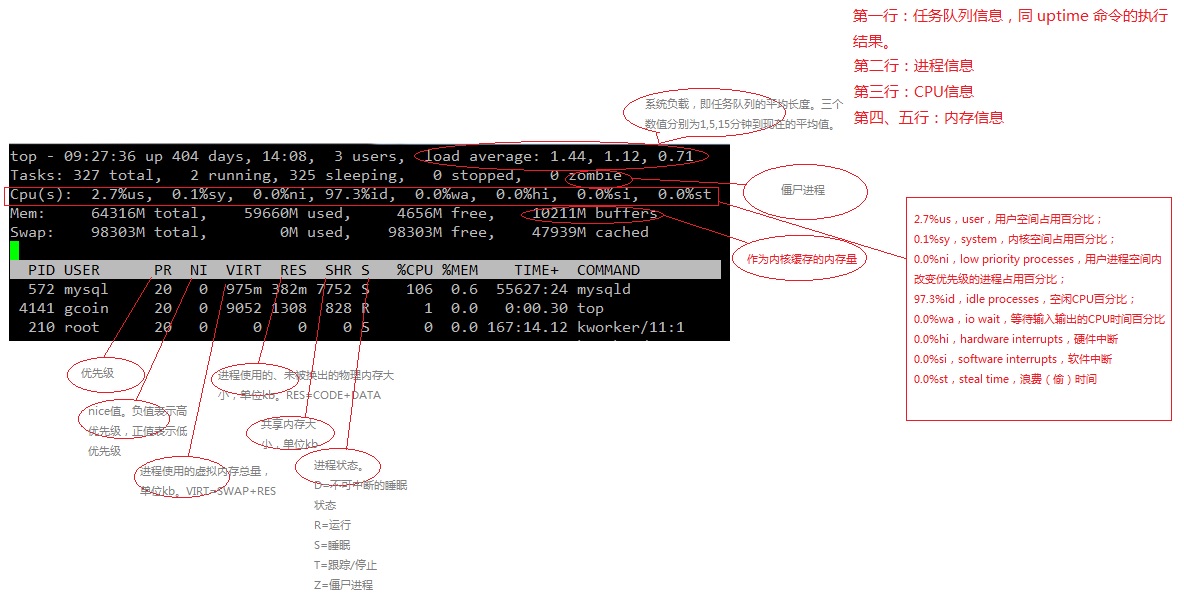 第一行：任务队列信息，同 uptime 命令的执行
结果。
第二行：进程信息
第三行：CPU信息
第四、五行：内存信息
系统负载，即任务队列的平均长度。三个
数值分别为1,5,15分钟到现在的平均值。
top - 09:27:36 up 404 days, 14:08,  3 users,  load average: 1.44, 1.12, 0.71
Tasks: 327 total,   2 running, 325 sleeping,   0 stopped,   0 zombie
Cpu(s):  2.7%us,  0.1%sy,  0.0%ni, 97.3%id,  0.0%wa,  0.0%hi,  0.0%si,  0.0%st
Mem:     64316M total,    59660M used,     4656M free,    10211M buffers
Swap:    98303M total,        0M used,    98303M free,    47939M cached
PID USER      PR  NI  VIRT  RES  SHR S   %CPU %MEM    TIME+  COMMAND
572 mysql     20   0  975m 382m 7752 S    106  0.6  55627:24 mysqld
4141 gcoin     20   0  9052 1308  828 R      1  0.0   0:00.30 top
210 root      20   0     0    0    0 S      0  0.0 167:14.12 kworker/11:1
僵尸进程
作为内核缓存的内存量
2.7%us，user，用户空间占用百分比；
0.1%sy，system，内核空间占用百分比；
0.0%ni，low priority processes，用户进程空间内
改变优先级的进程占用百分比；
97.3%id，idle processes，空闲CPU百分比；
0.0%wa，io wait，等待输入输出的CPU时间百分比
0.0%hi，hardware interrupts，硬件中断
0.0%si，software interrupts，软件中断
0.0%st，steal time，浪费（偷）时间
优先级
nice值。负值表示高
优先级，正值表示低
优先级
进程使用的虚拟内存总量，
单位kb。VIRT=SWAP+RES
进程使用的、未被换出的物理内存大
小，单位kb。RES=CODE+DATA
共享内存大
小，单位kb
进程状态。
D=不可中断的睡眠
状态
R=运行
S=睡眠
T=跟踪/停止
Z=僵尸进程